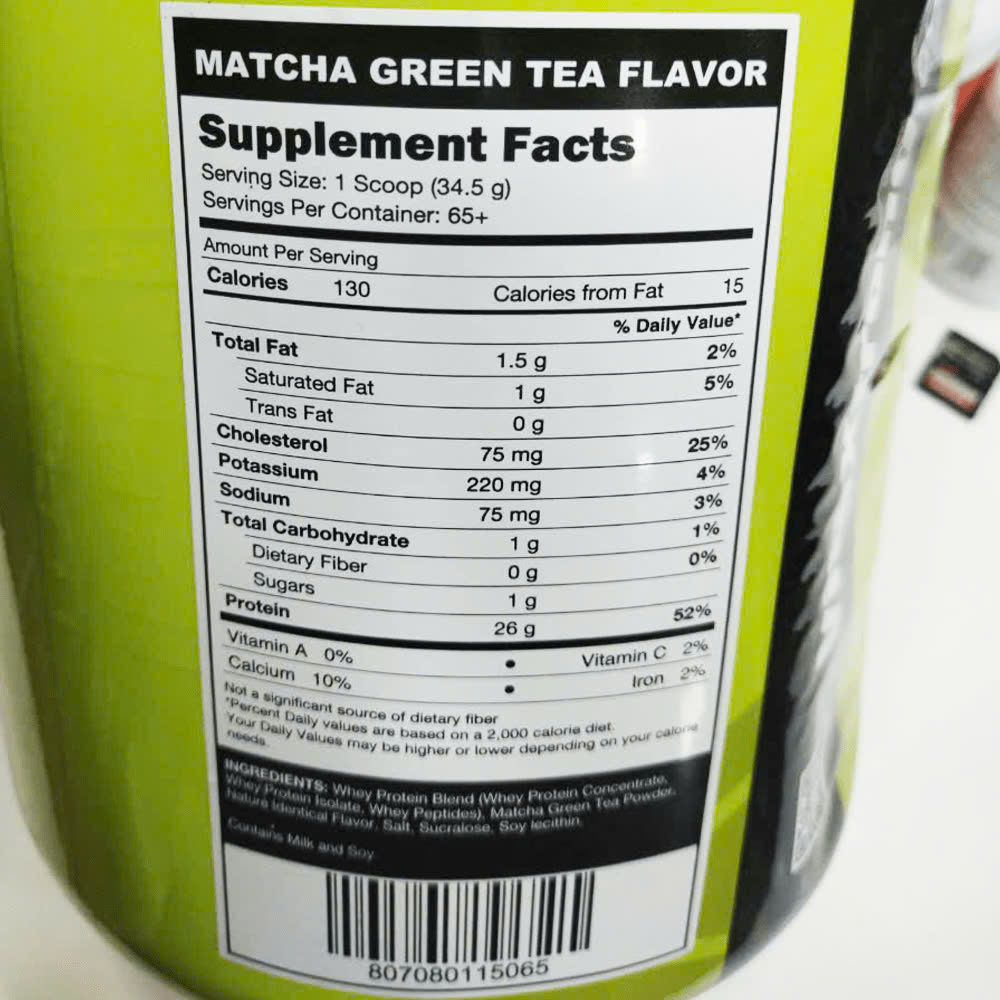 MATCHA GREEN TEA FLAVOR
Supplement Facts
Serving Size: 1 Scoop (34.5 g)
Servings Per Container: 65+
Amount Per Serving
Calories 130 Calories from Fat 15
% Daily Value*
Total Fat 1.5 g 2%
Saturated Fat 1 g 5%
Trans Fat 0 g
Cholesterol 75 mg 25%
Potassium 220 mg 4%
Sodium 75 mg 3%
Total Carbohydrate 1 g 1%
Dietary Fiber 0 g 0%
Sugars 1 g
Protein 26 g 52%
Vitamin A 0% • Vitamin C 2%
Calcium 10% • Iron 2%
Not a significant source of dietary fiber
*Percent Daily values are based on a 2,000 calorie diet.
Your Daily Values may be higher or lower depending on your calorie
needs.
INGREDIENTS: Whey Protein Blend (Whey Protein Concentrate,
Whey Protein Isolate, Whey Peptides), Matcha Green Tea Powder,
Nature Identical Flavor, Salt, Sucralose, Soy lecithin,
Contains Milk and Soy
807080115065